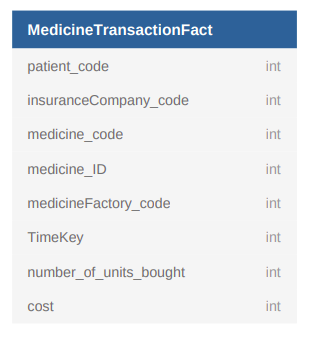 MedicineTransactionFact
patient_code int
insuranceCompany_code int
medicine_code int
medicine_ID int
medicineFactory_code int
TimeKey int
number_of_units_bought int
cost int